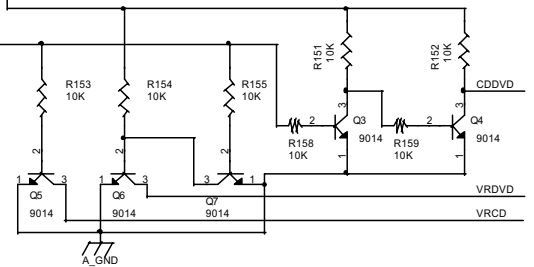 R151
10K
R152
10K
CDDVD
R153
10K
R154
10K
R155
10K
3
3
2
Q3
2
Q4
R158
10K
9014
R159
10K
9014
1
1
2
2
2
1
3
1
3
3
1
Q5
9014
Q6
9014
Q7
9014
VRDVD
VRCD
A_GND